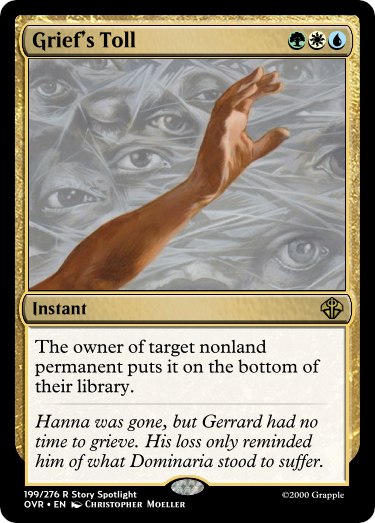 Grief's Toll
Instant
The owner of target nonland
permanent puts it on the bottom of
their library.
Hanna was gone, but Gerrard had no
time to grieve. His loss only reminded
him of what Dominaria stood to suffer.
199/276 R Story Spotlight
OVR • EN Christopher Moeller
©2000 Grapple